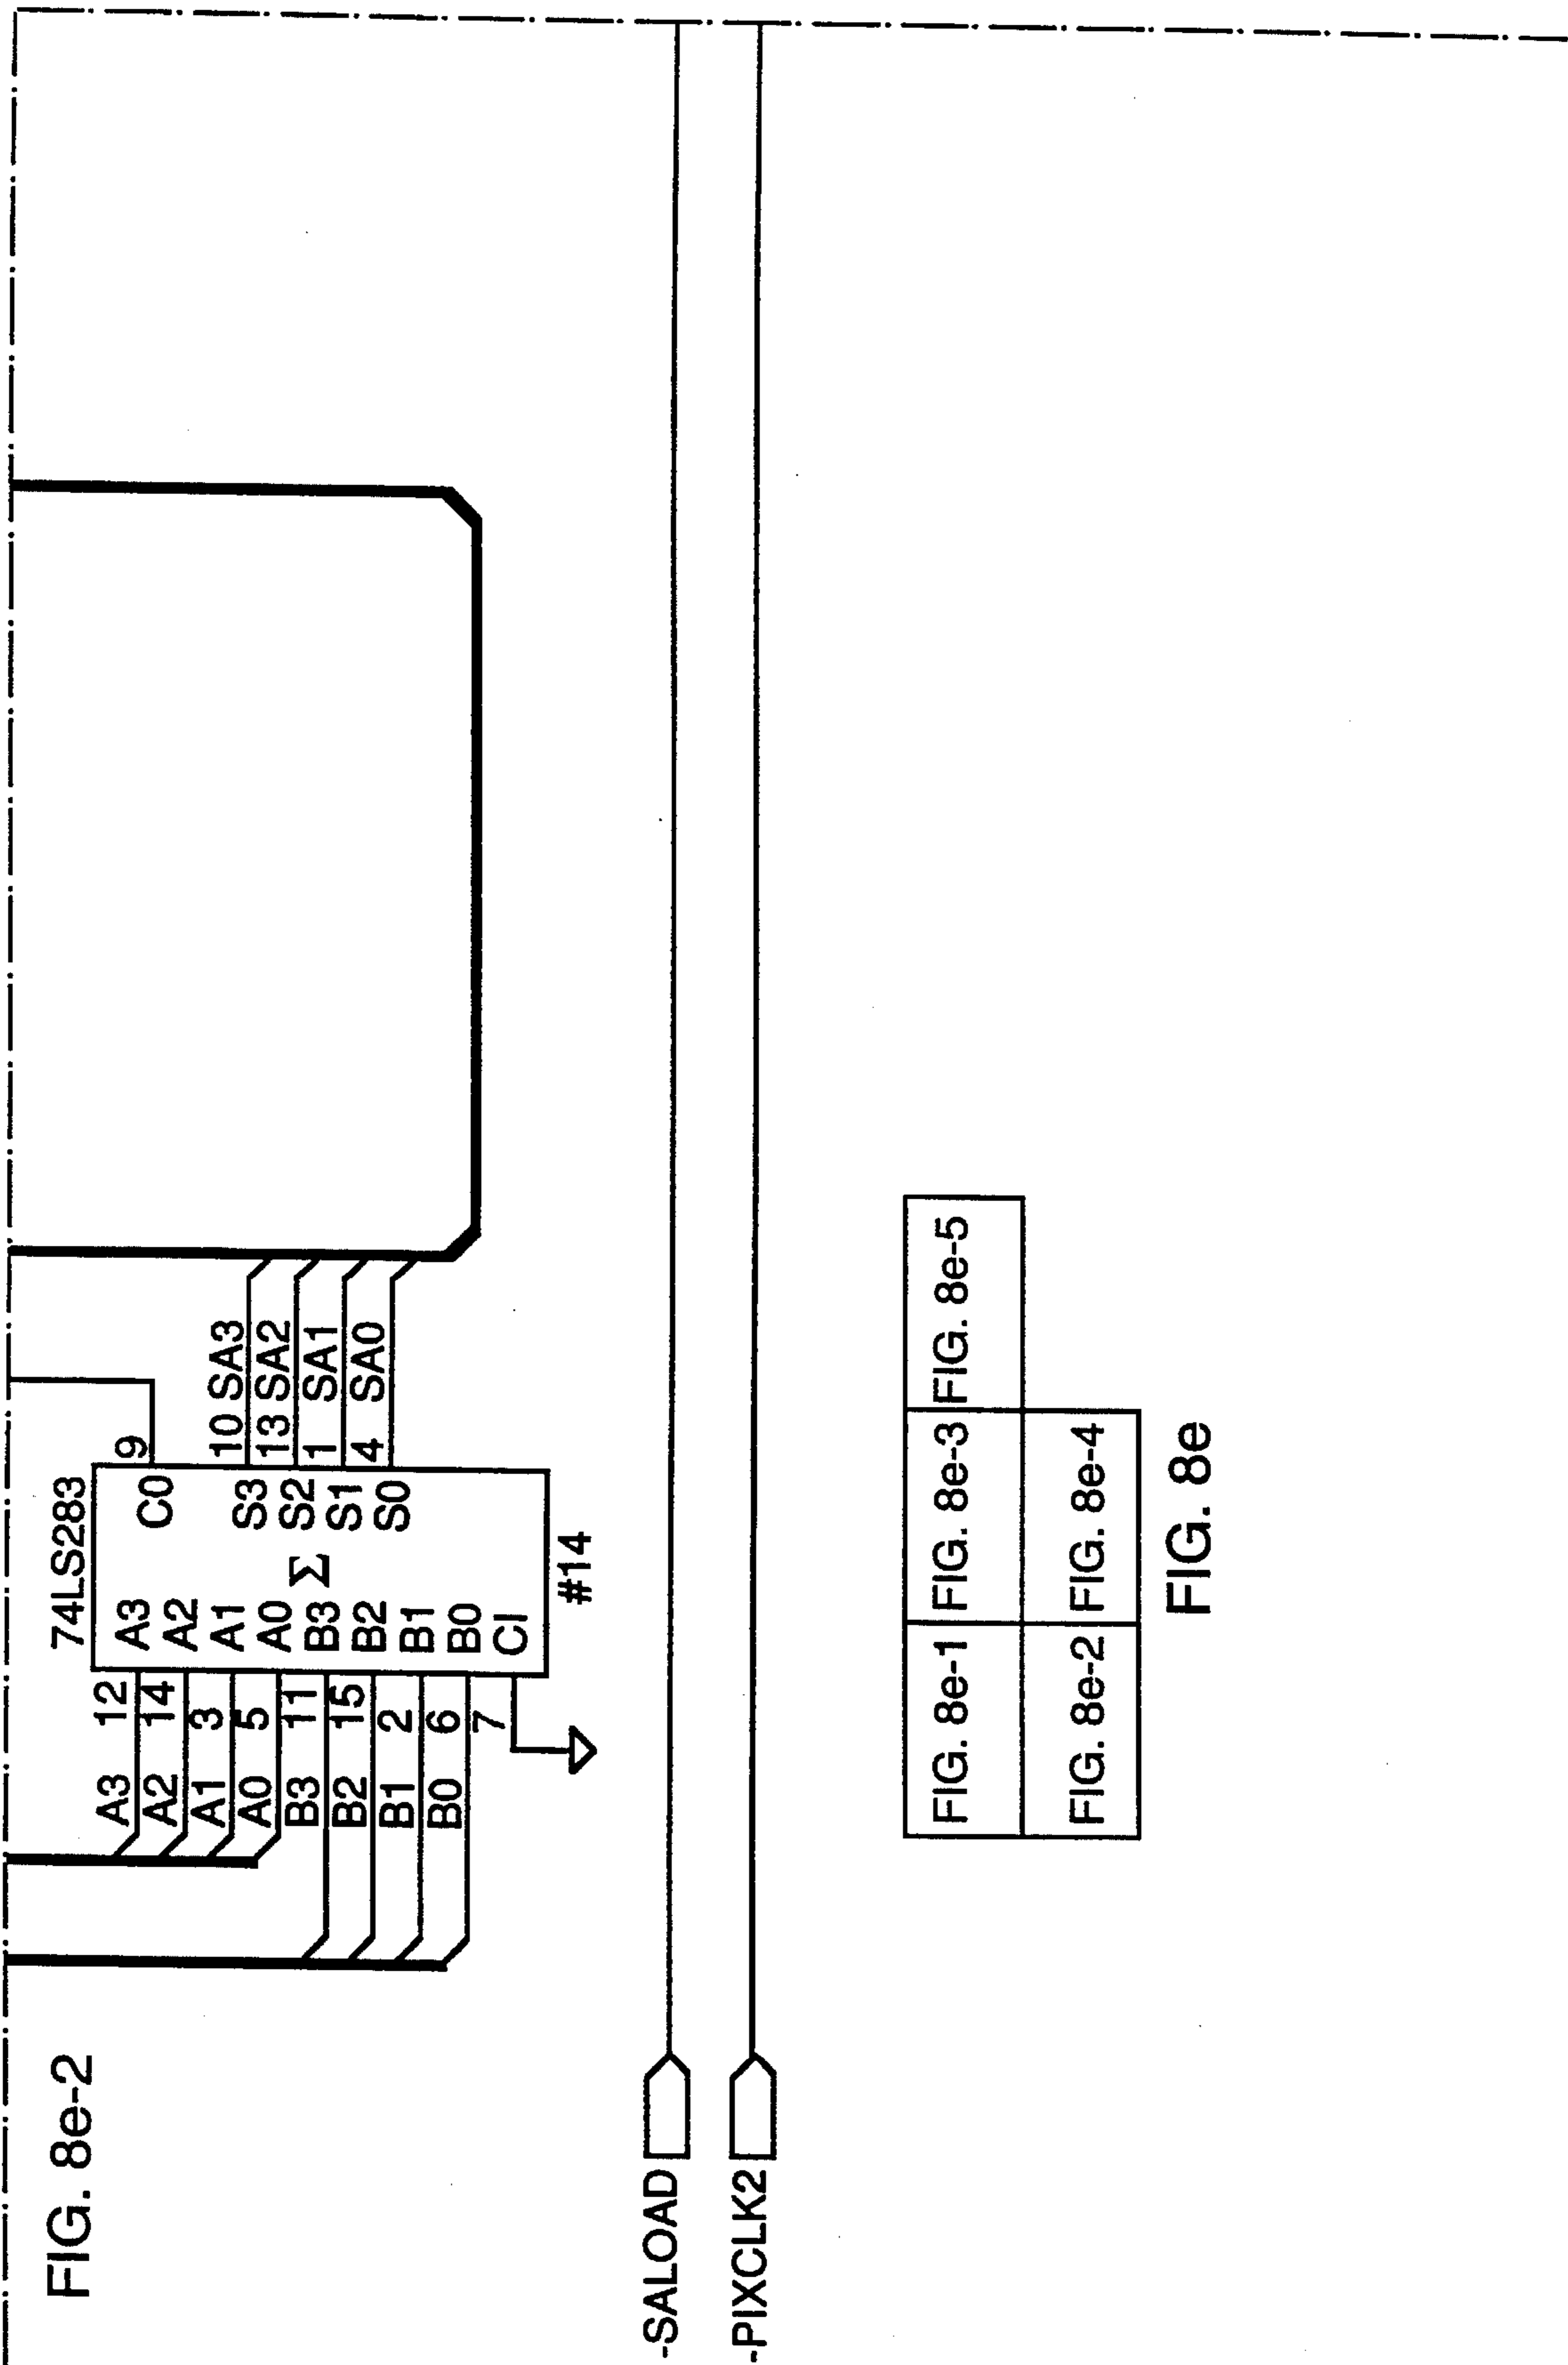 FIG. 8e-2
74LS283
A3 12 A3 C0 9
A2 14 A2
A1 3 A1 S3 10 SA3
A0 5 A0 S2 13 SA2
B3 11 B3 Σ S1 1 SA1
B2 15 B2 S0 4 SA0
B1 2 B1
B0 6 B0
7 CI
#14
-SALOAD
-PIXCLK2
FIG. 8e-1 FIG. 8e-3 FIG. 8e-5
FIG. 8e-2 FIG. 8e-4
FIG. 8e